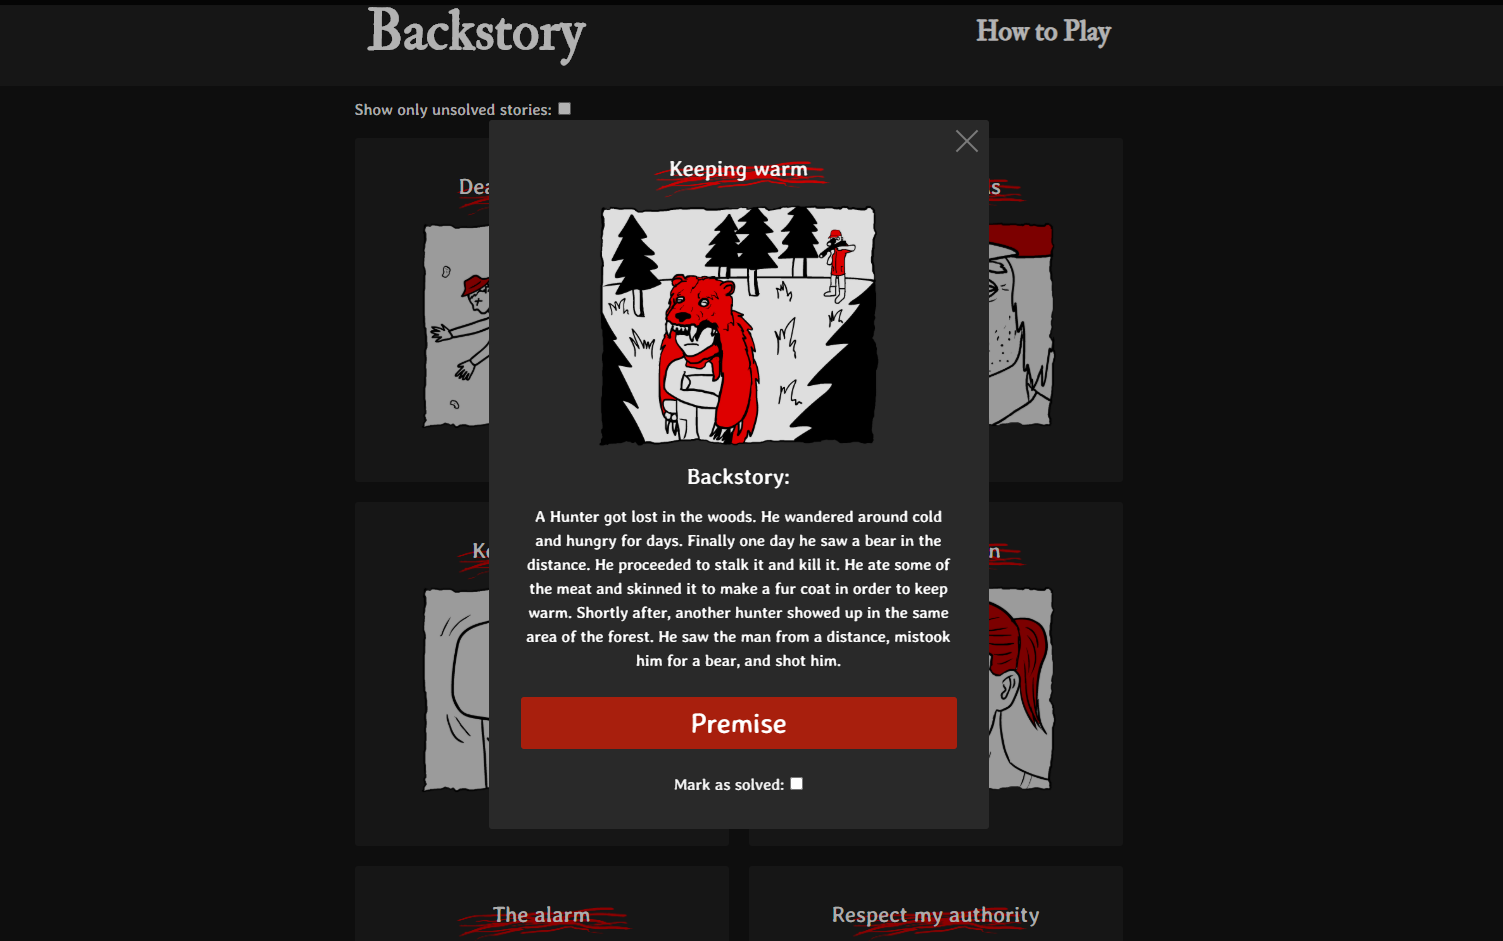 Backstory
How to Play
Show only unsolved stories:
Keeping warm
Backstory:
A Hunter got lost in the woods. He wandered around cold
and hungry for days. Finally one day he saw a bear in the
distance. He proceeded to stalk it and kill it. He ate some of
the meat and skinned it to make a fur coat in order to keep
warm. Shortly after, another hunter showed up in the same
area of the forest. He saw the man from a distance, mistook
him for a bear, and shot him.
Premise
Mark as solved:
The alarm
Respect my authority